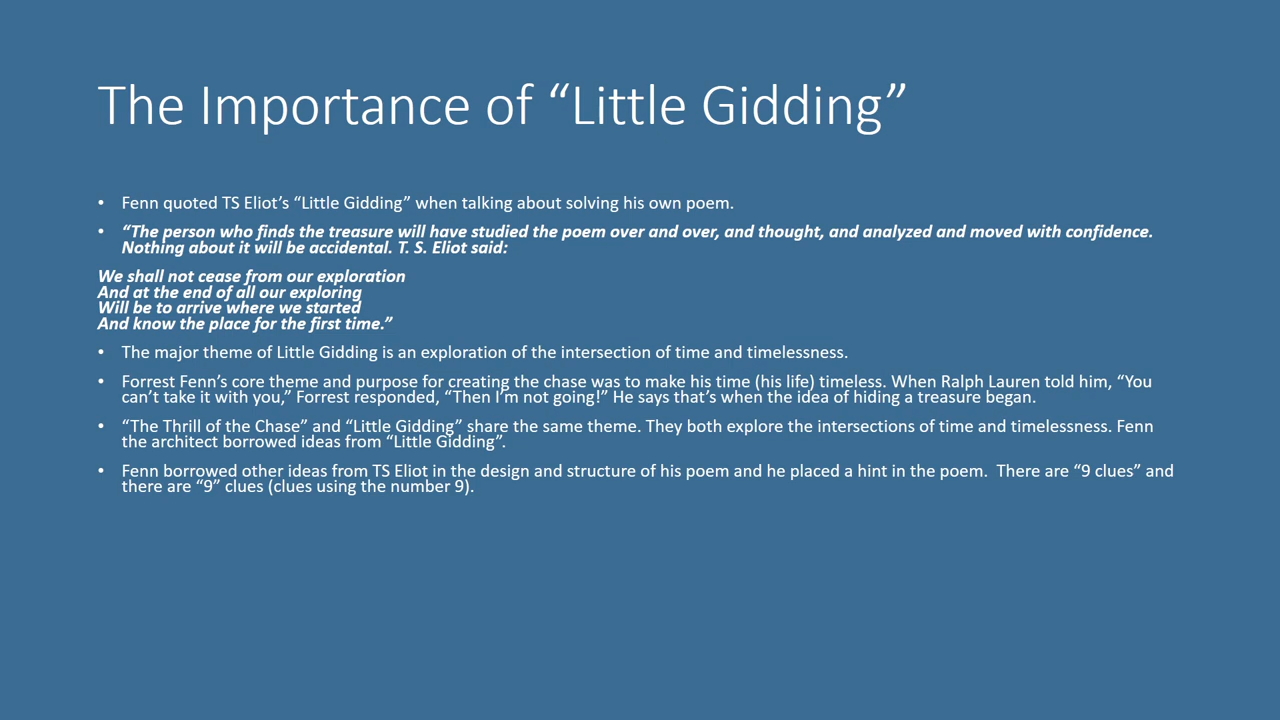 The Importance of “Little Gidding”
• Fenn quoted TS Eliot’s “Little Gidding” when talking about solving his own poem.
• “The person who finds the treasure will have studied the poem over and over, and thought, and analyzed and moved with confidence.
Nothing about it will be accidental. T. S. Eliot said:
We shall not cease from our exploration
And at the end of all our exploring
Will be to arrive where we started
And know the place for the first time.”
• The major theme of Little Gidding is an exploration of the intersection of time and timelessness.
• Forrest Fenn’s core theme and purpose for creating the chase was to make his time (his life) timeless. When Ralph Lauren told him, “You
can’t take it with you,” Forrest responded, “Then I’m not going!” He says that’s when the idea of hiding a treasure began.
• “The Thrill of the Chase” and “Little Gidding” share the same theme. They both explore the intersections of time and timelessness. Fenn
the architect borrowed ideas from “Little Gidding”.
• Fenn borrowed other ideas from TS Eliot in the design and structure of his poem and he placed a hint in the poem.  There are “9 clues” and
there are “9” clues (clues using the number 9).